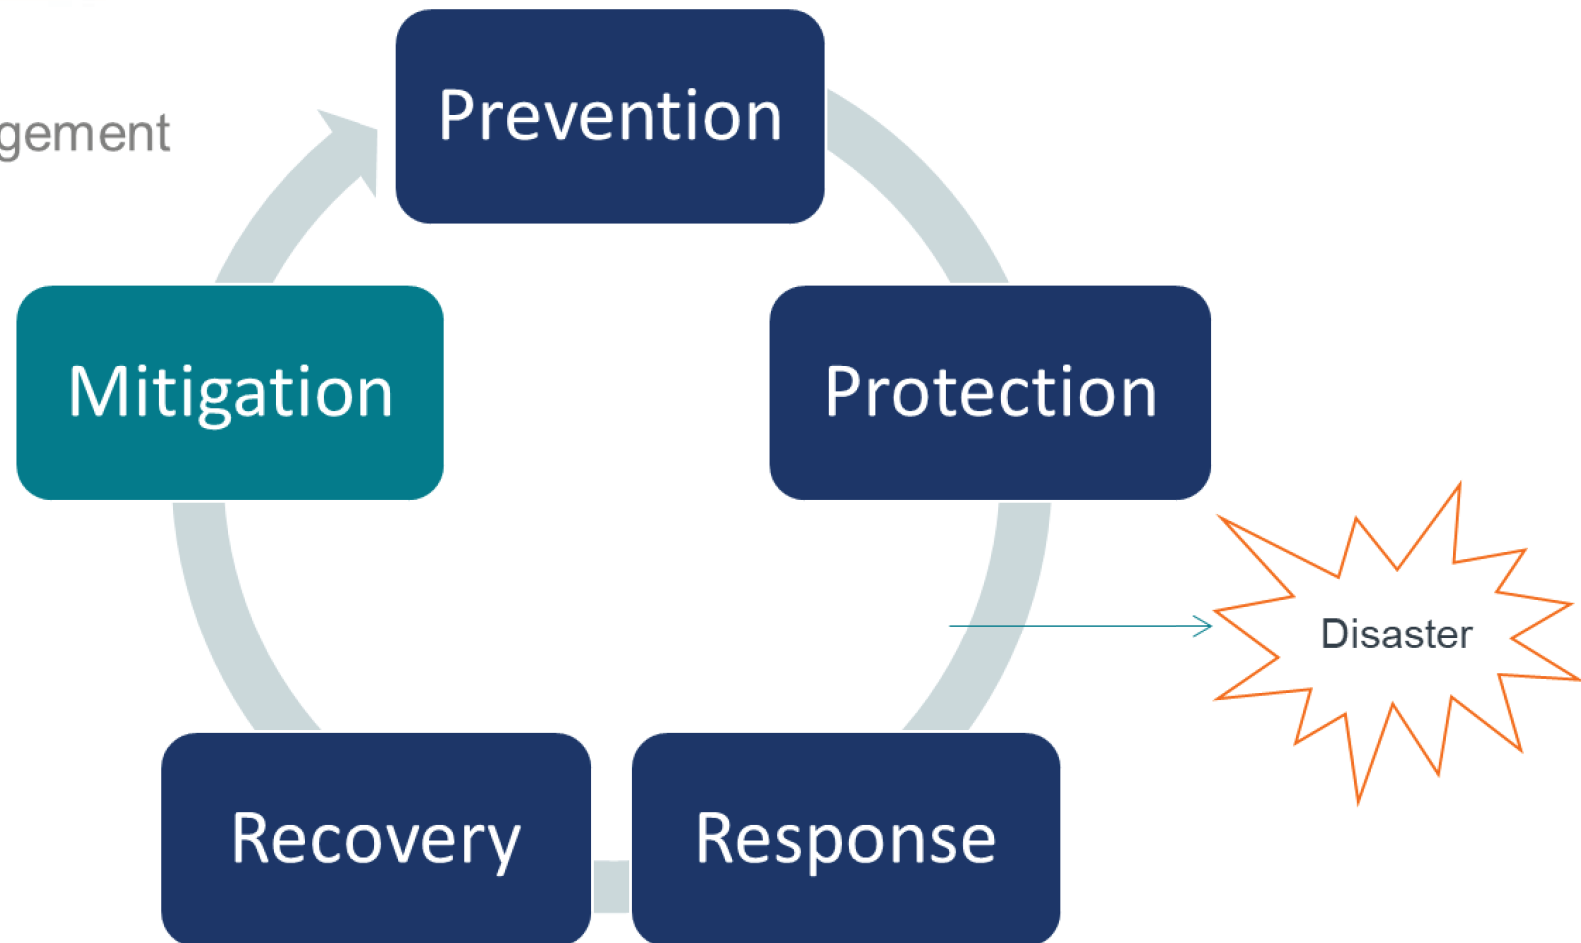 Prevention
gement
Mitigation
Protection
Disaster
Recovery
Response